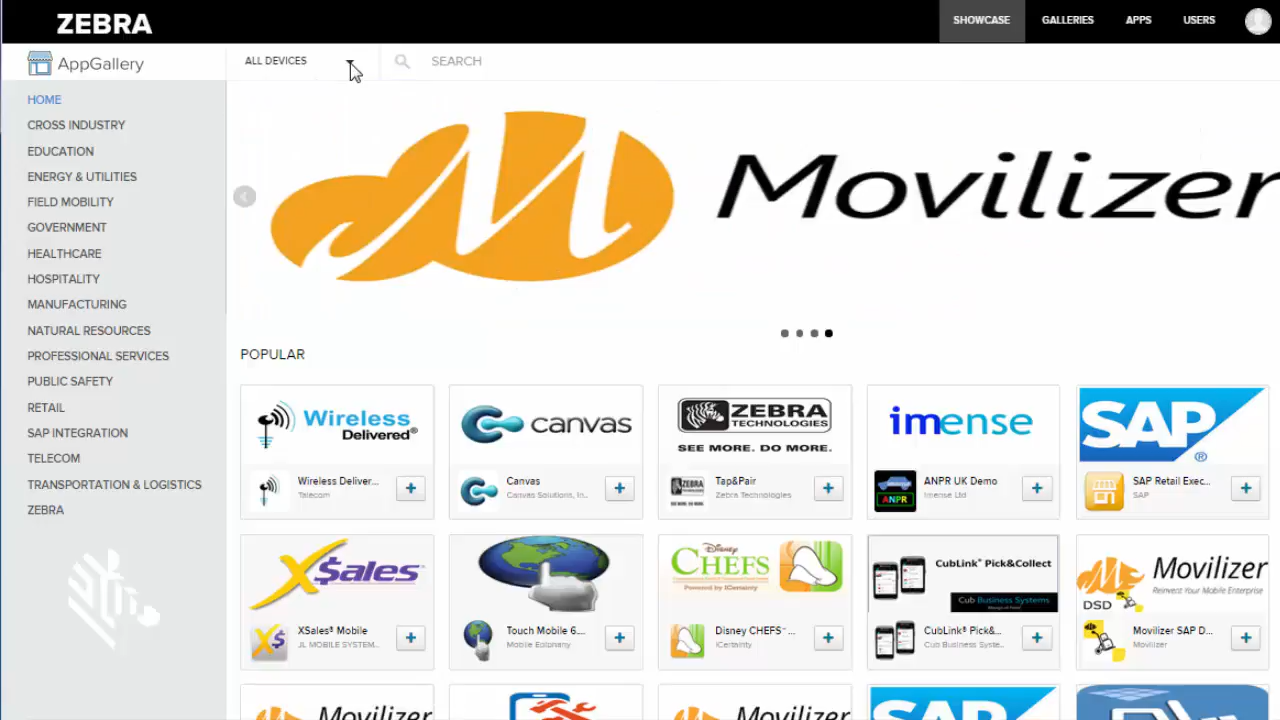 ZEBRA
SHOWCASE
GALLERIES
APPS
USERS
AppGallery
ALL DEVICES
SEARCH
HOME
CROSS INDUSTRY
EDUCATION
ENERGY & UTILITIES
FIELD MOBILITY
GOVERNMENT
HEALTHCARE
HOSPITALITY
MANUFACTURING
NATURAL RESOURCES
PROFESSIONAL SERVICES
PUBLIC SAFETY
RETAIL
SAP INTEGRATION
TELECOM
TRANSPORTATION & LOGISTICS
ZEBRA
Movilizer
POPULAR
Wireless
Delivered®
Wireless Deliver...
Telecom
canvas
Canvas
Canvas Solutions, In...
ZEBRA
TECHNOLOGIES
SEE MORE. DO MORE.
Tap&Pair
Zebra Technologies
imense
ANPR
ANPR UK Demo
Imense Ltd
SAP®
SAP Retail Exec...
SAP
X$ales
XSales® Mobile
JL MOBILE SYSTEM...
Touch Mobile 6....
Mobile Epiphany
Disney
CHEFS
Powered by iCertainty
Disney CHEFS™...
iCertainty
CubLink® Pick&Collect
Cub Business Systems
CubLink® Pick&...
Cub Business Syste...
Movilizer
Reinvent Your Mobile Enterprise
DSD
Movilizer SAP D...
Movilizer
Movilizer
Movilizer
SAP